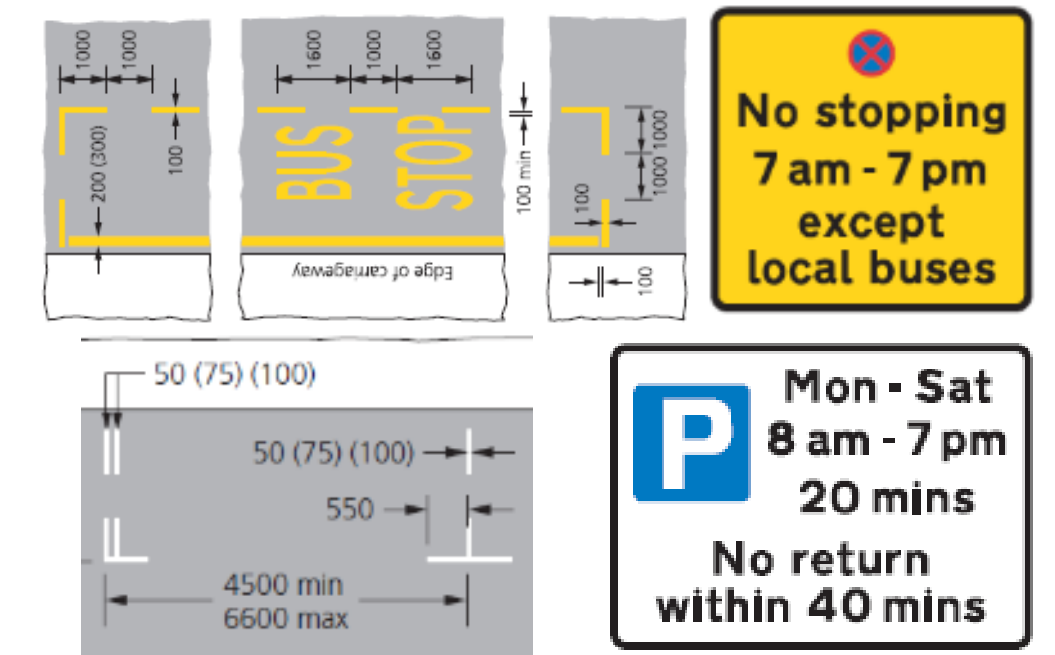 1000
1000
200 (300)
100
1600
1000
1600
BUS
STOP
100 min
Edge of carriageway
1000
1000
100
100
No stopping
7 am - 7 pm
except
local buses
50 (75) (100)
50 (75) (100)
550
4500 min
6600 max
P
Mon - Sat
8 am - 7 pm
20 mins
No return
within 40 mins